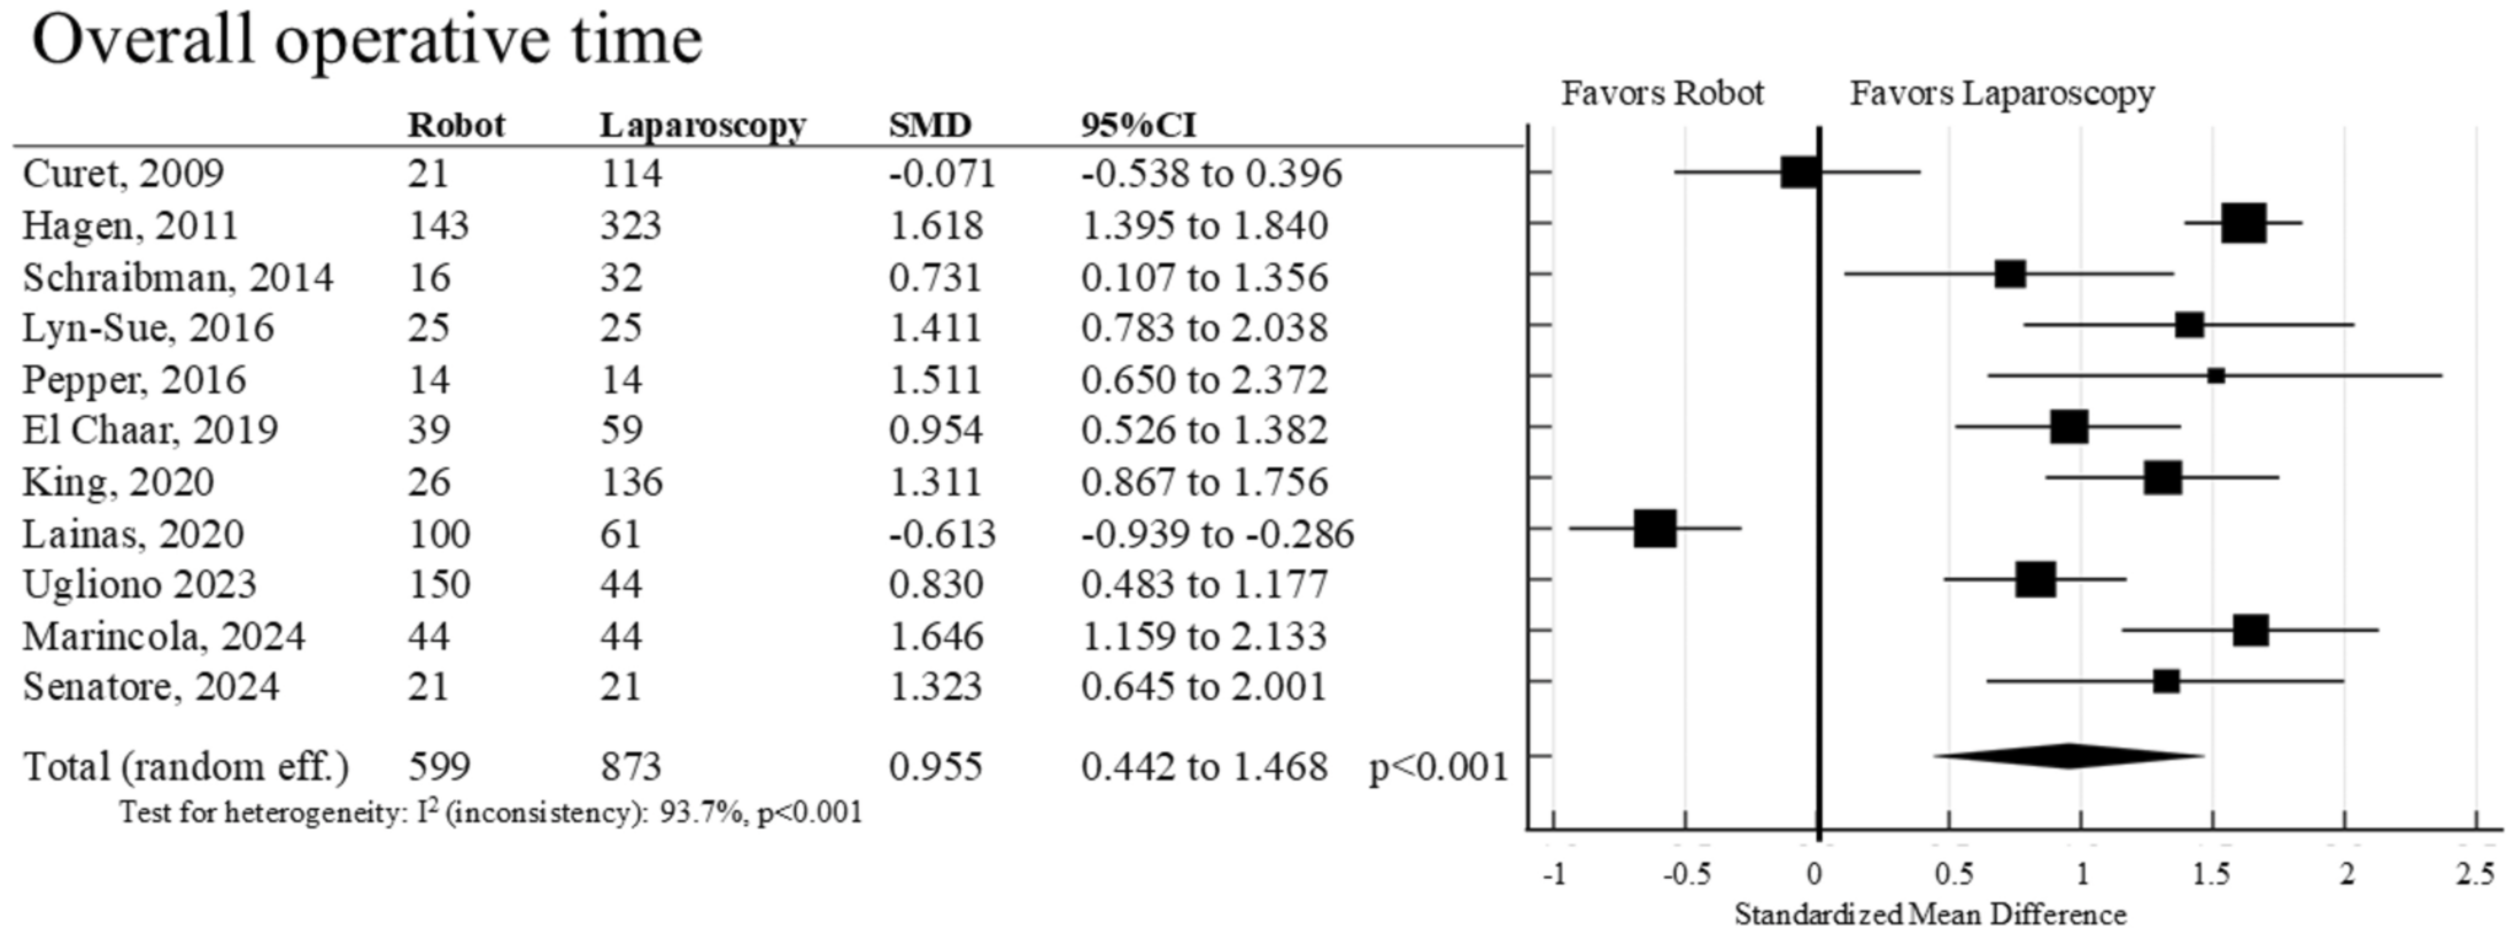 Overall operative time
Favors Robot Favors Laparoscopy
Robot Laparoscopy SMD 95%CI
Curet, 2009 21 114 -0.071 -0.538 to 0.396
Hagen, 2011 143 323 1.618 1.395 to 1.840
Schraibman, 2014 16 32 0.731 0.107 to 1.356
Lyn-Sue, 2016 25 25 1.411 0.783 to 2.038
Pepper, 2016 14 14 1.511 0.650 to 2.372
El Chaar, 2019 39 59 0.954 0.526 to 1.382
King, 2020 26 136 1.311 0.867 to 1.756
Lainas, 2020 100 61 -0.613 -0.939 to -0.286
Ugliono 2023 150 44 0.830 0.483 to 1.177
Marincola, 2024 44 44 1.646 1.159 to 2.133
Senatore, 2024 21 21 1.323 0.645 to 2.001
Total (random eff.) 599 873 0.955 0.442 to 1.468 p<0.001
Test for heterogeneity: I² (inconsistency): 93.7%, p<0.001
-1 -0.5 0 0.5 1 1.5 2 2.5
Standardized Mean Difference